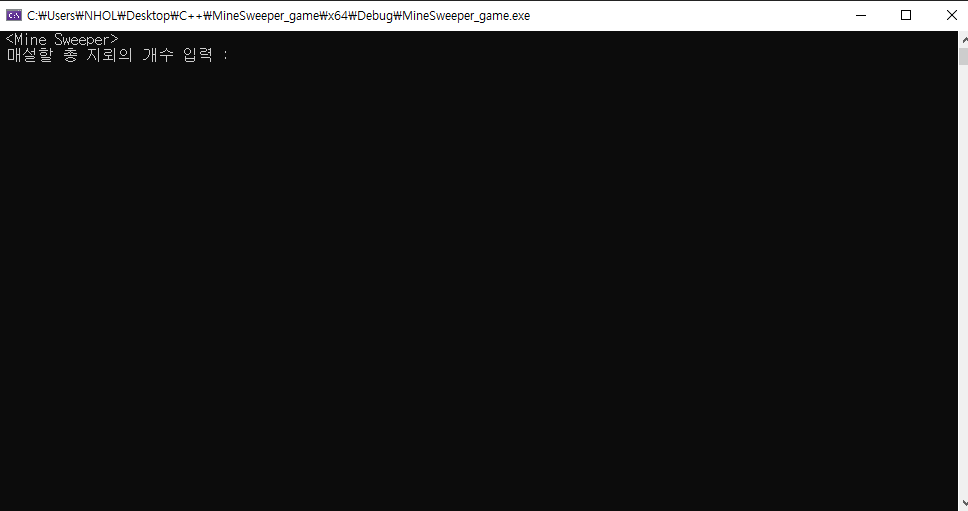 C:\Users\NHOL\Desktop\C++\MineSweeper_game\x64\Debug\MineSweeper_game.exe
<Mine Sweeper>
매설할 총 지뢰의 개수 입력 :